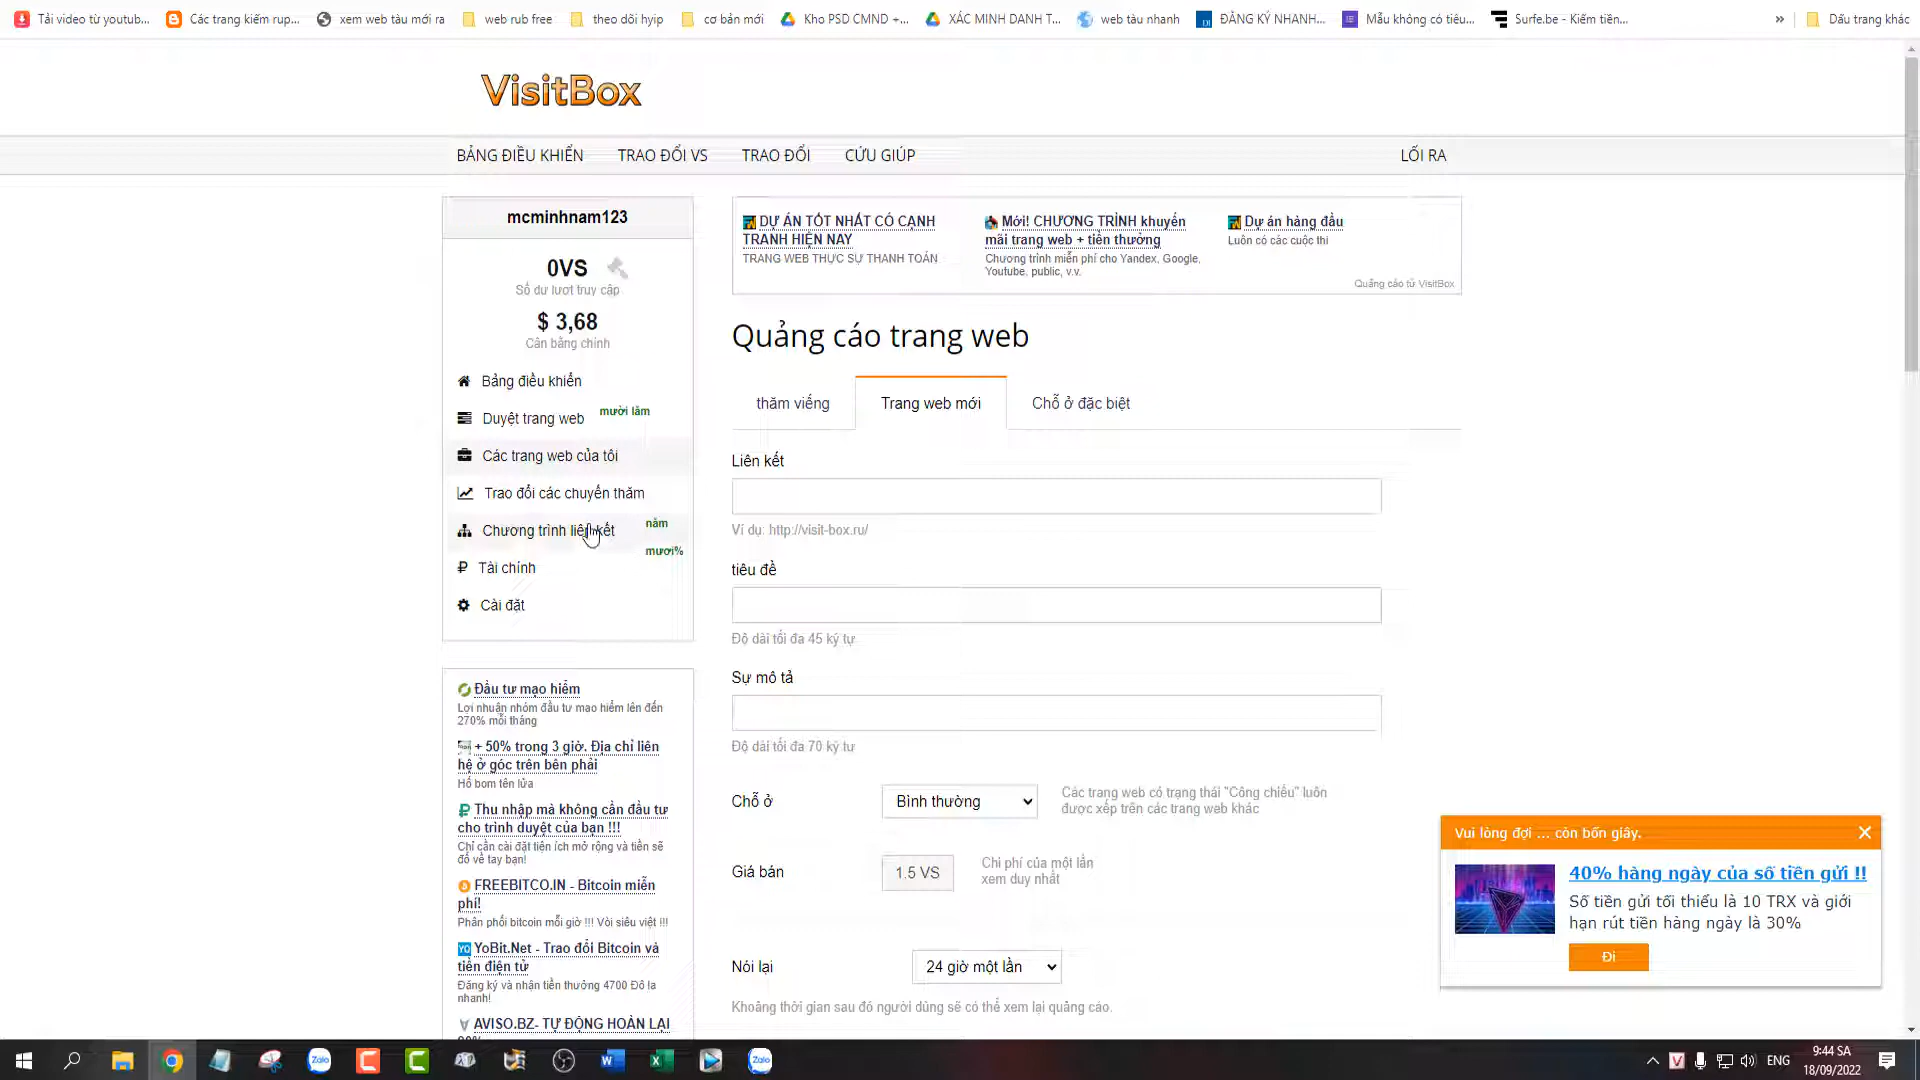 Tải video từ youtub...
Các trang kiếm rup...
xem web tàu mới ra
web rub free
theo dõi hyip
cơ bản mới
Kho PSD CMND +...
XÁC MINH DANH T...
web tàu nhanh
ĐĂNG KÝ NHANH...
Mẫu không có tiêu...
Surfe.be - Kiếm tiền...
»
Dấu trang khác
VisitBox
BẢNG ĐIỀU KHIỂN
TRAO ĐỔI VS
TRAO ĐỔI
CỨU GIÚP
LỐI RA
mcminhnam123
0VS
Số dư lượt truy cập
$ 3,68
Cân bằng chính
Bảng điều khiển
Duyệt trang web
mười lăm
Các trang web của tôi
Trao đổi các chuyến thăm
Chương trình liên kết
năm
mươi%
Tài chính
Cài đặt
DỰ ÁN TỐT NHẤT CÓ CẠNH
TRANH HIỆN NAY
TRANG WEB THỰC SỰ THANH TOÁN
Mới! CHƯƠNG TRÌNH khuyến
mãi trang web + tiền thưởng
Chương trình miễn phí cho Yandex, Google,
Youtube, public, v.v.
Dự án hàng đầu
Luôn có các cuộc thi
Quảng cáo từ VisitBox
Quảng cáo trang web
thăm viếng
Trang web mới
Chỗ ở đặc biệt
Liên kết
Ví dụ: http://visit-box.ru/
tiêu đề
Độ dài tối đa 45 ký tự
Sự mô tả
Độ dài tối đa 70 ký tự
Chỗ ở
Bình thường
Các trang web có trạng thái "Công chiếu" luôn
được xếp trên các trang web khác
Giá bán
1.5 VS
Chi phí của một lần
xem duy nhất
Nói lại
24 giờ một lần
Khoảng thời gian sau đó người dùng sẽ có thể xem lại quảng cáo.
Đầu tư mạo hiểm
Lợi nhuận nhóm đầu tư mạo hiểm lên đến
270% mỗi tháng
+ 50% trong 3 giờ. Địa chỉ liên
hệ ở góc trên bên phải
Hố bom tên lửa
Thu nhập mà không cần đầu tư
cho trình duyệt của bạn !!!
Chỉ cần cài đặt tiện ích mở rộng và tiền sẽ
đổ về tay bạn!
FREEBITCO.IN - Bitcoin miễn
phí!
Phân phối bitcoin mỗi giờ !!! Vòi siêu việt !!!
YoBit.Net - Trao đổi Bitcoin và
tiền điện tử
Đăng ký và nhận tiền thưởng 4700 Đô la
nhanh!
AVISO.BZ- TỰ ĐỘNG HOÀN LẠI
Vui lòng đợi ... còn bốn giây.
40% hàng ngày của số tiền gửi !!
Số tiền gửi tối thiểu là 10 TRX và giới
hạn rút tiền hàng ngày là 30%
Đi
ENG
9:44 SA
18/09/2022